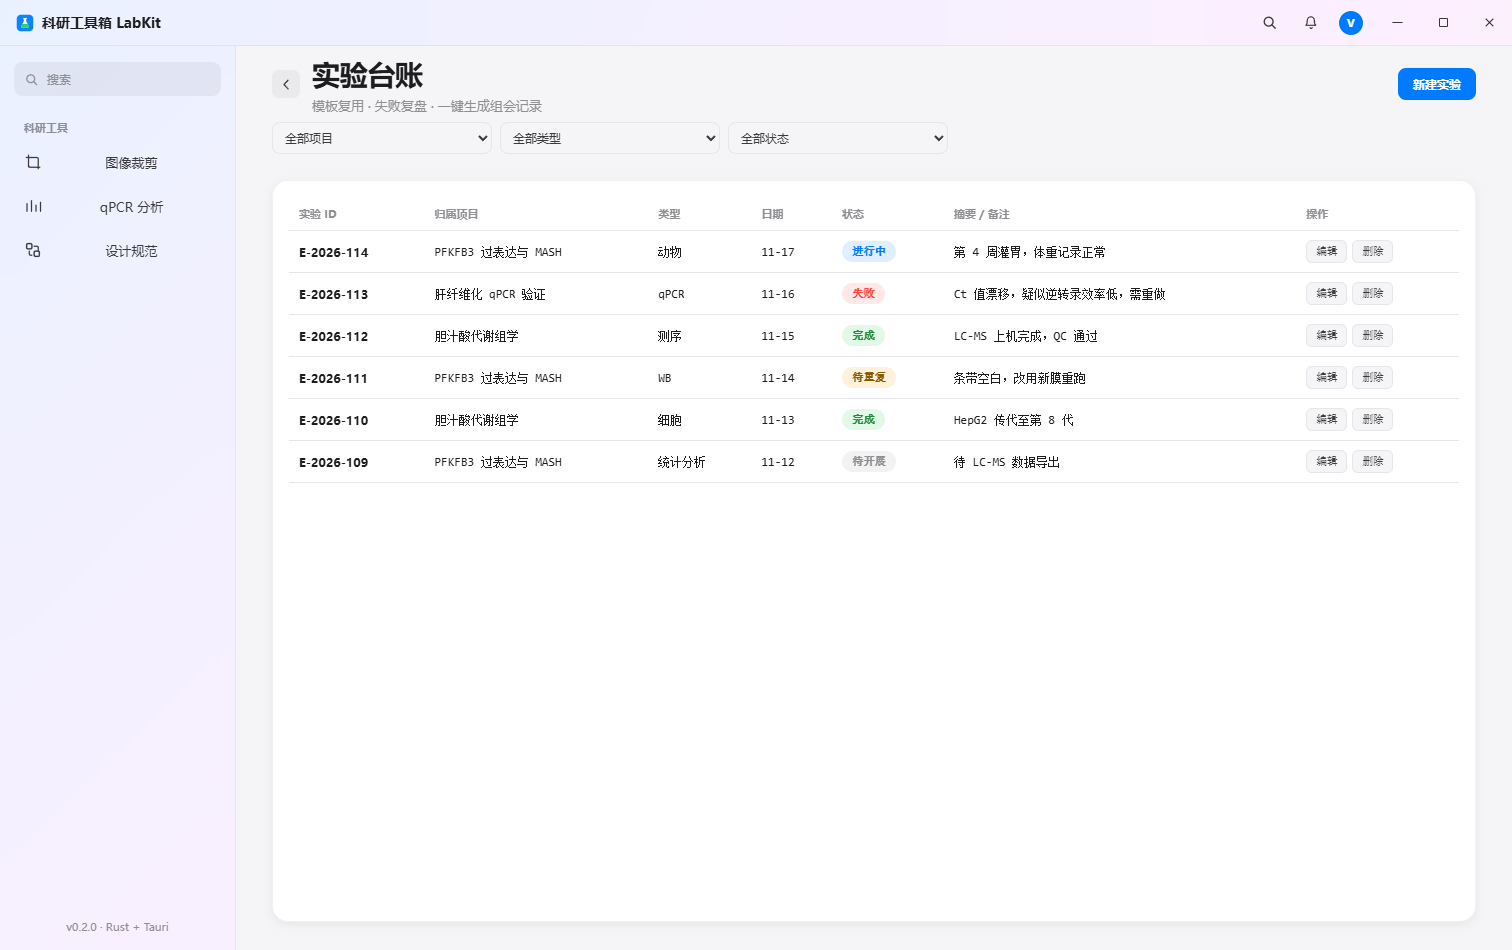 科研工具箱 LabKit
V
搜索
科研工具
图像裁剪
qPCR 分析
设计规范
v0.2.0 · Rust + Tauri
实验台账
模板复用 · 失败复盘 · 一键生成组会记录
新建实验
全部项目 全部类型 全部状态
实验 ID 归属项目 类型 日期 状态 摘要 / 备注 操作
E-2026-114 PFKFB3 过表达与 MASH 动物 11-17 进行中 第 4 周灌胃，体重记录正常 编辑 删除
E-2026-113 肝纤维化 qPCR 验证 qPCR 11-16 失败 Ct 值漂移，疑似逆转录效率低，需重做 编辑 删除
E-2026-112 胆汁酸代谢组学 测序 11-15 完成 LC-MS 上机完成，QC 通过 编辑 删除
E-2026-111 PFKFB3 过表达与 MASH WB 11-14 待重复 条带空白，改用新膜重跑 编辑 删除
E-2026-110 胆汁酸代谢组学 细胞 11-13 完成 HepG2 传代至第 8 代 编辑 删除
E-2026-109 PFKFB3 过表达与 MASH 统计分析 11-12 待开展 待 LC-MS 数据导出 编辑 删除